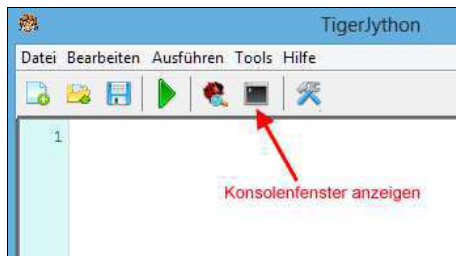 TigerJython
Datei Bearbeiten Ausführen Tools Hilfe
1
Konsolenfenster anzeigen